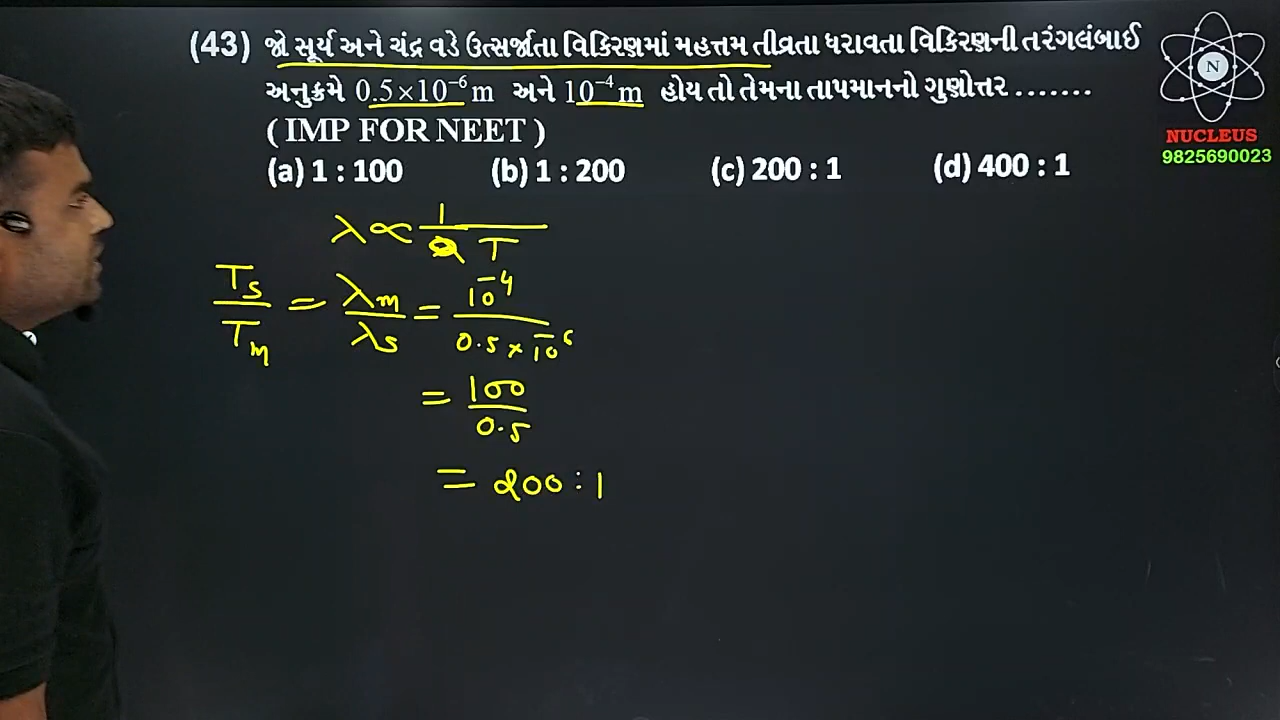 (43) જો સૂર્ય અને ચંદ્ર વડે ઉત્સર્જાતા વિકિરણમાં મહત્તમ તીવ્રતા ધરાવતા વિકિરણની તરંગલંબાઈ
અનુક્રમે 0.5×10⁻⁶ m અને 10⁻⁴ m હોય તો તેમના તાપમાનનો ગુણોત્તર .......
( IMP FOR NEET )
(a) 1 : 100 (b) 1 : 200 (c) 200 : 1 (d) 400 : 1
N
NUCLEUS
9825690023
λ ∝ 1/T
Ts/Tm = λm/λs = 10⁻⁴/0.5 × 10⁻⁶
= 100/0.5
= 200 : 1